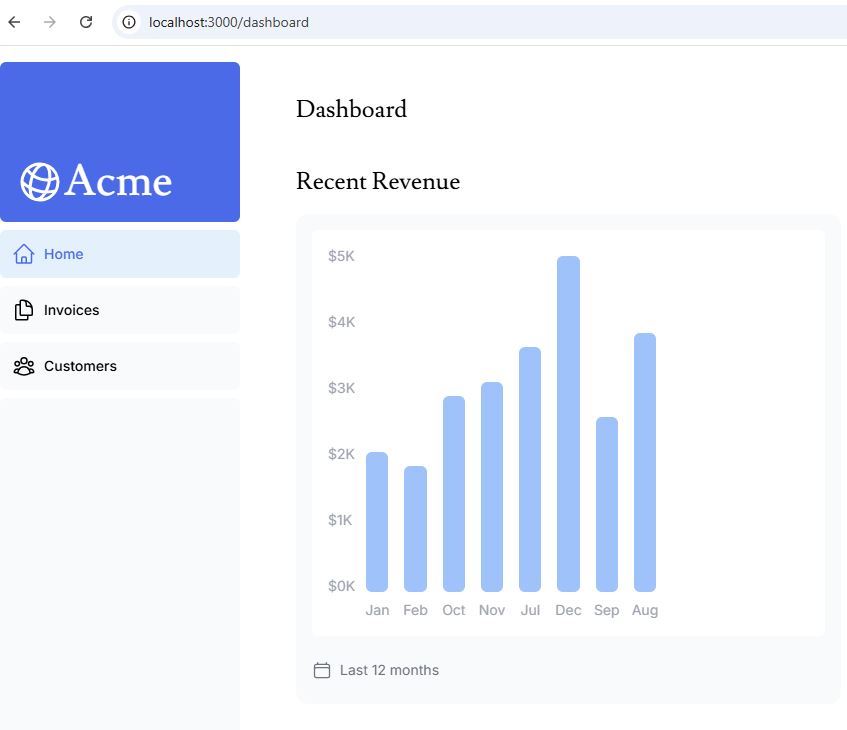 localhost:3000/dashboard
Acme
Home
Invoices
Customers
Dashboard
Recent Revenue
$5K
$4K
$3K
$2K
$1K
$0K
Jan Feb Oct Nov Jul Dec Sep Aug
Last 12 months